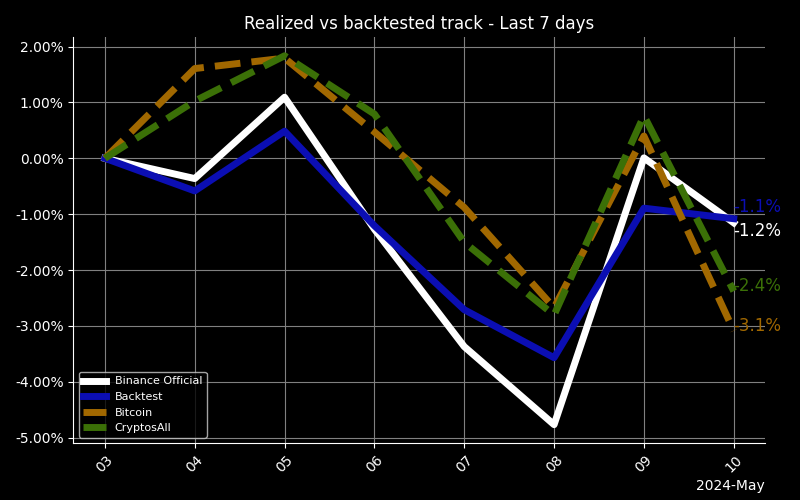 Realized vs backtested track - Last 7 days
2.00%
1.00%
0.00%
-1.00%
-2.00%
-3.00%
-4.00%
-5.00%
-1.1%
-1.2%
-2.4%
-3.1%
Binance Official
Backtest
Bitcoin
CryptosAll
03 04 05 06 07 08 09 10
2024-May